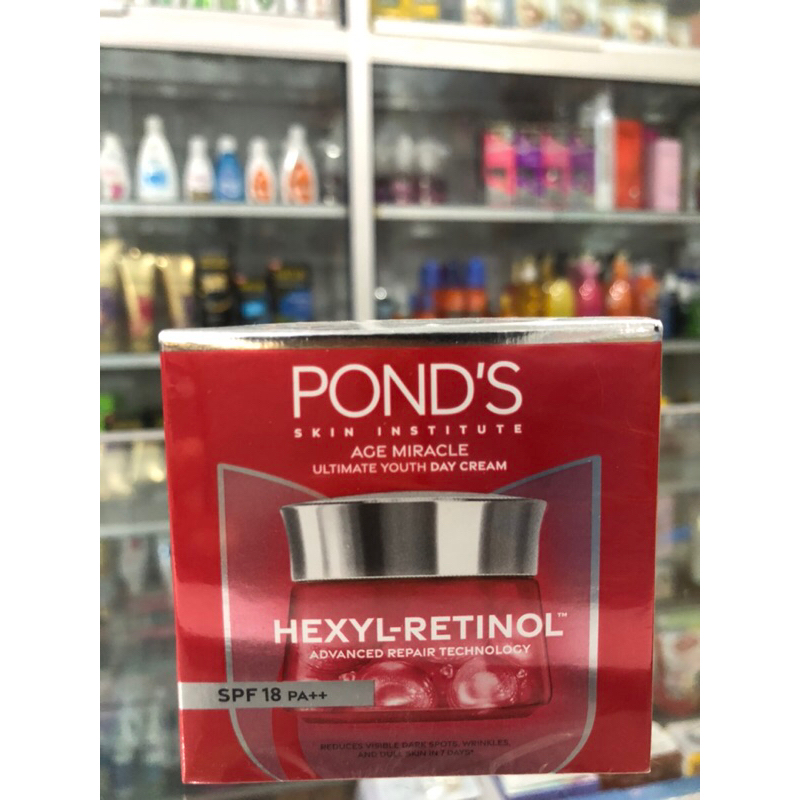 POND'S
SKIN INSTITUTE
AGE MIRACLE
ULTIMATE YOUTH DAY CREAM
HEXYL-RETINOL™
ADVANCED REPAIR TECHNOLOGY
SPF 18 PA++
REDUCES VISIBLE DARK SPOTS, WRINKLES,
AND DULL SKIN IN 7 DAYS*